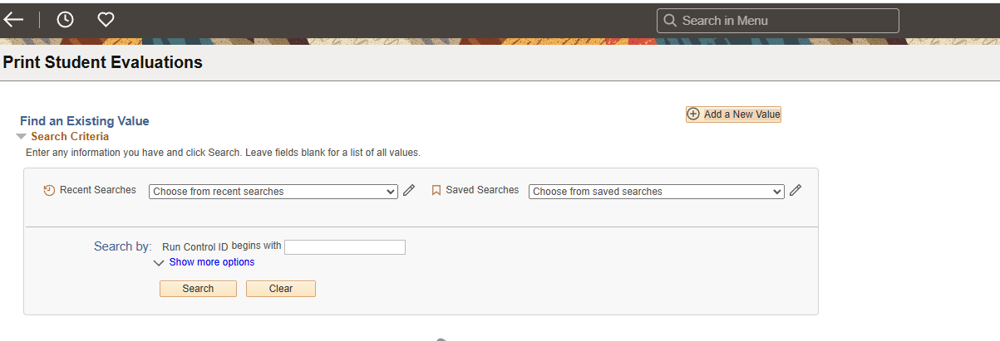 Search in Menu
Print Student Evaluations
Find an Existing Value
Add a New Value
Search Criteria
Enter any information you have and click Search. Leave fields blank for a list of all values.
Recent Searches Choose from recent searches Saved Searches Choose from saved searches
Search by: Run Control ID begins with
Show more options
Search Clear